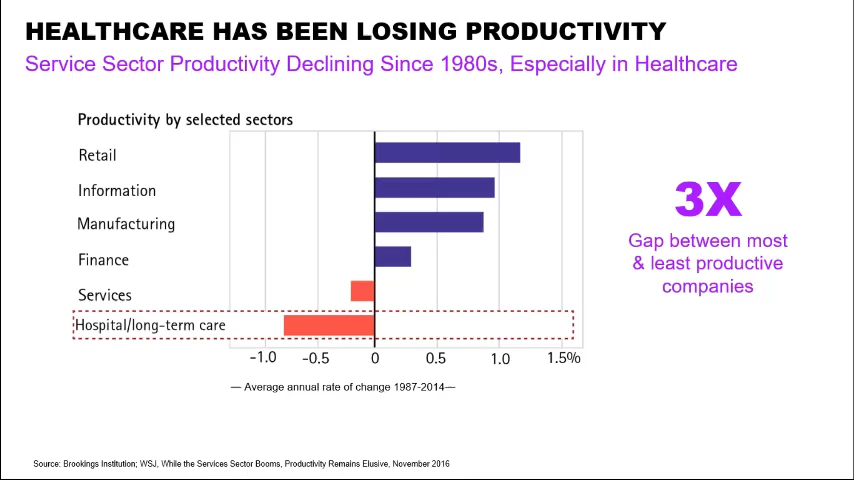 HEALTHCARE HAS BEEN LOSING PRODUCTIVITY
Service Sector Productivity Declining Since 1980s, Especially in Healthcare
Productivity by selected sectors
Retail
Information
Manufacturing
Finance
Services
Hospital/long-term care
-1.0 -0.5 0 0.5 1.0 1.5%
— Average annual rate of change 1987-2014—
3X
Gap between most
& least productive
companies
Source: Brookings Institution; WSJ, While the Services Sector Booms, Productivity Remains Elusive, November 2016